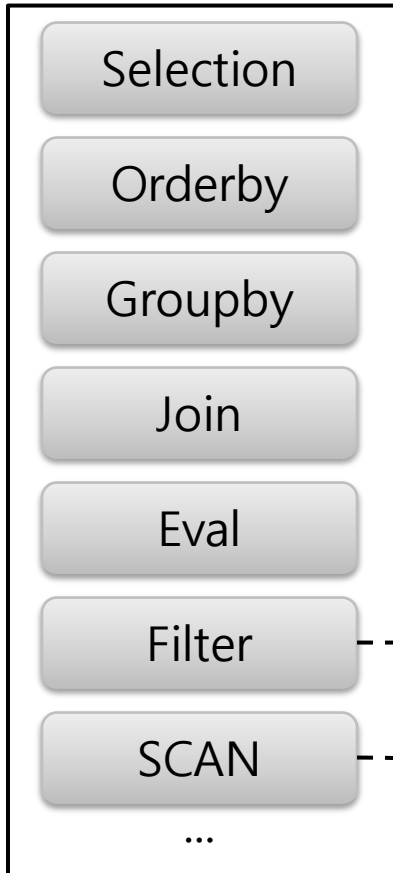 Selection
Orderby
Groupby
Join
Eval
Filter
SCAN
...